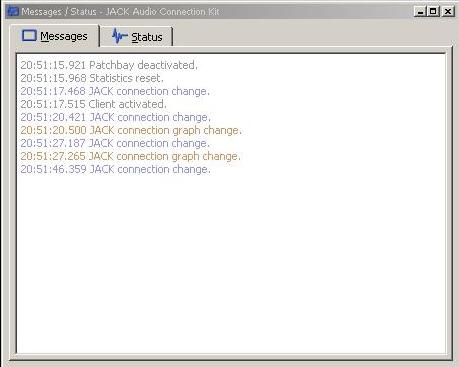 Messages / Status - JACK Audio Connection Kit
Messages
Status
20:51:15.921 Patchbay deactivated.
20:51:15.968 Statistics reset.
20:51:17.468 JACK connection change.
20:51:17.515 Client activated.
20:51:20.421 JACK connection change.
20:51:20.500 JACK connection graph change.
20:51:27.187 JACK connection change.
20:51:27.265 JACK connection graph change.
20:51:46.359 JACK connection change.